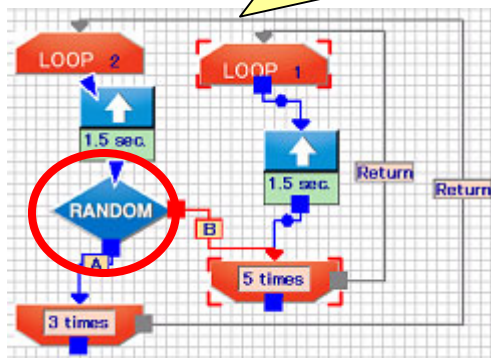 LOOP 2
LOOP 1
1.5 sec.
1.5 sec.
Return
Return
RANDOM
B
A
5 times
3 times